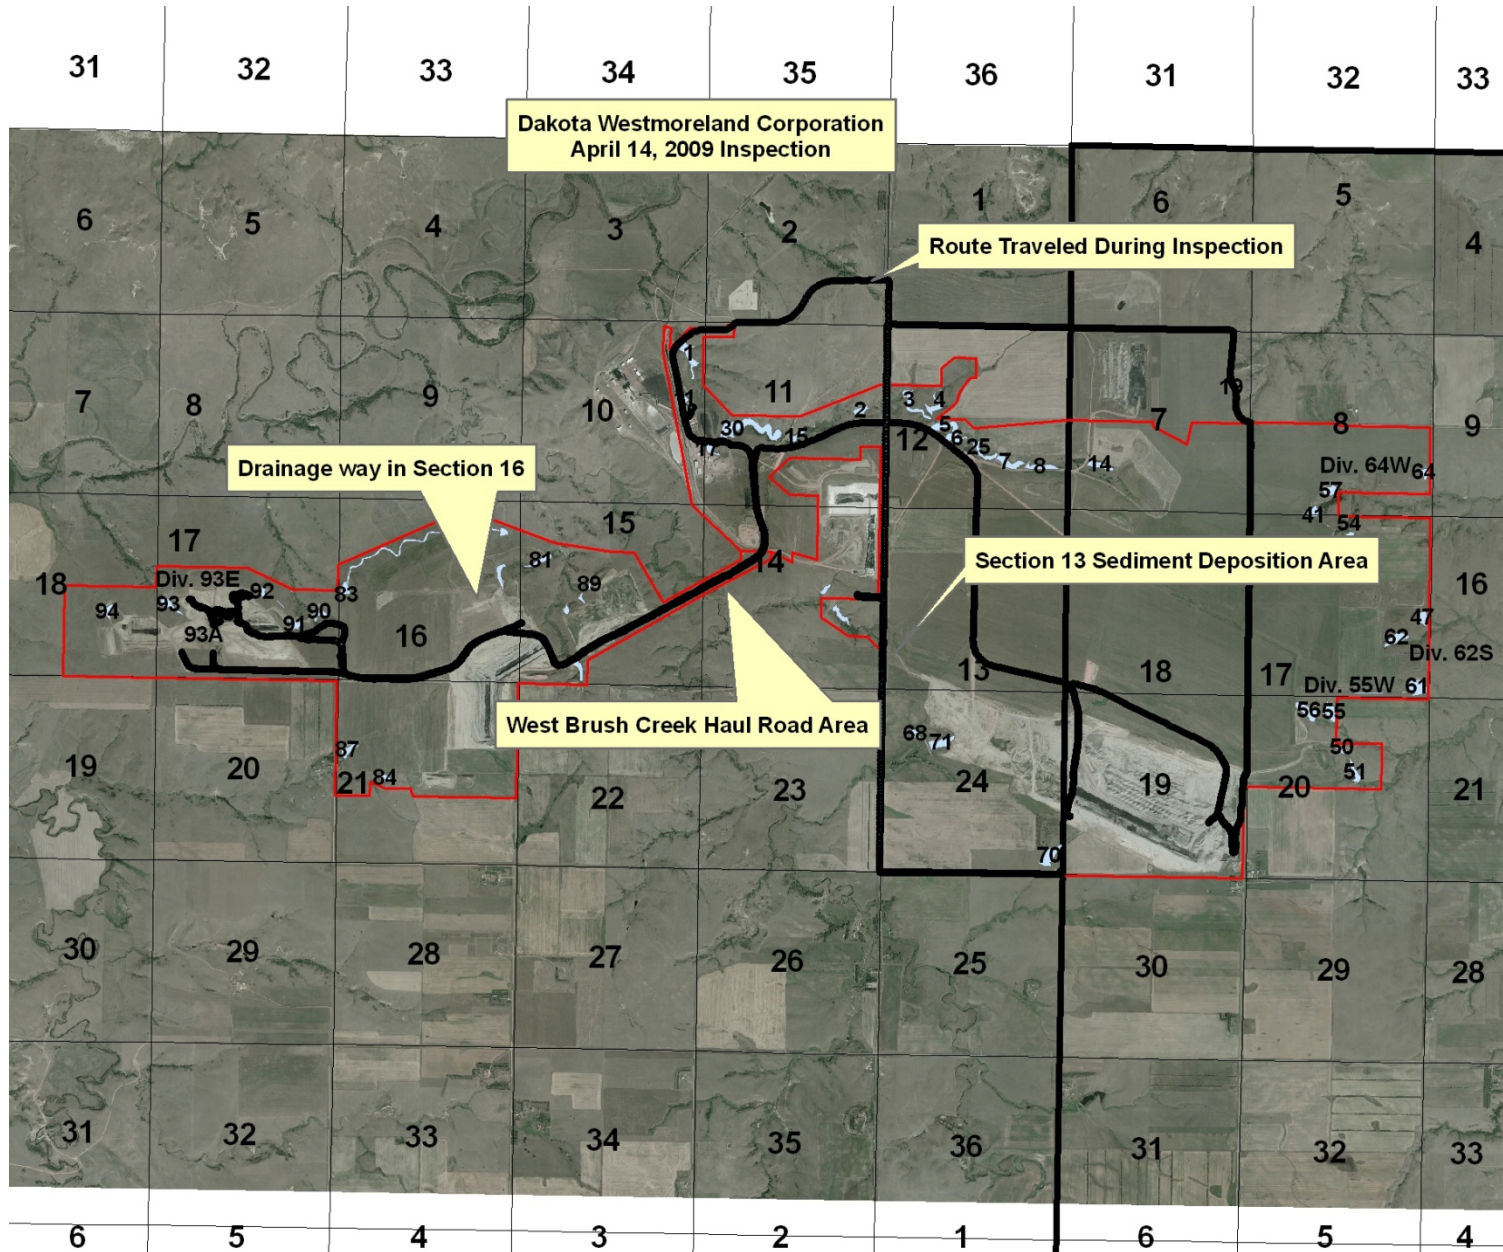 31 32 33 34 35 36 31 32 33
Dakota Westmoreland Corporation
April 14, 2009 Inspection
6 5 4 3 2 1 6 5 4
Route Traveled During Inspection
1
7 8 9 10 11 12 7 8 9
19
3 4
2
5
6
30 15
25
17
7 8 14
Drainage way in Section 16
Div. 64W 64
57
41
54
18 17 15 14 16
81
Section 13 Sediment Deposition Area
Div. 93E
92
83
89
94 93
91 90
93A
47
62
Div. 62S
16 13 18 17
Div. 55W 61
56 55
West Brush Creek Haul Road Area
68 71
50
51
87
84
19 20 21 22 23 24 19 20 21
70
30 29 28 27 26 25 30 29 28
31 32 33 34 35 36 31 32 33
6 5 4 3 2 1 6 5 4